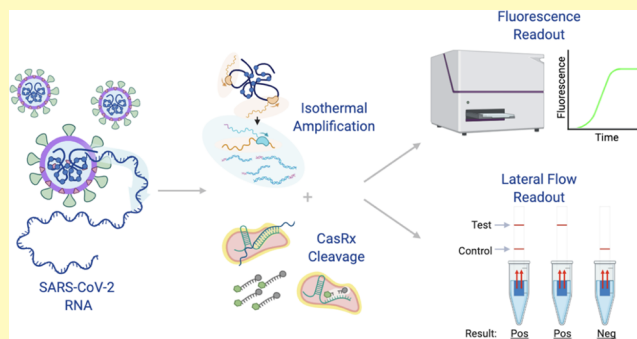 SARS-CoV-2
RNA
Isothermal
Amplification
+
CasRx
Cleavage
Fluorescence
Readout
Fluorescence
Time
Lateral Flow
Readout
Test
Control
Result: Pos Pos Neg